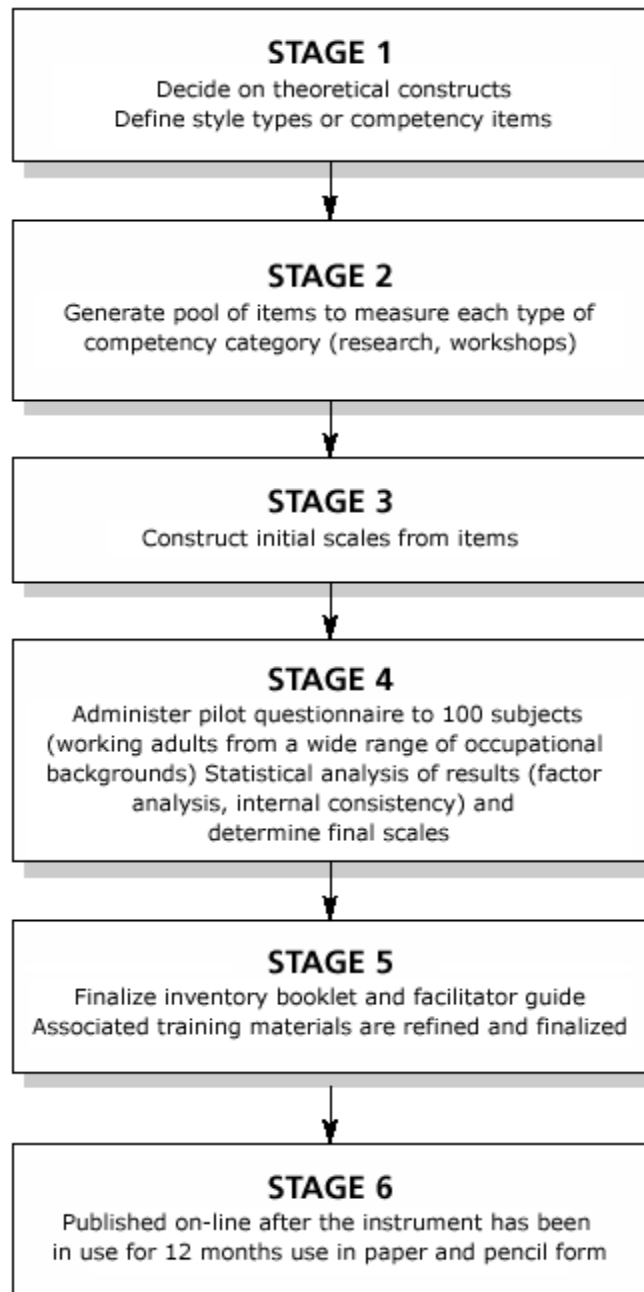 STAGE 1
Decide on theoretical constructs
Define style types or competency items
STAGE 2
Generate pool of items to measure each type of
competency category (research, workshops)
STAGE 3
Construct initial scales from items
STAGE 4
Administer pilot questionnaire to 100 subjects
(working adults from a wide range of occupational
backgrounds) Statistical analysis of results (factor
analysis, internal consistency) and
determine final scales
STAGE 5
Finalize inventory booklet and facilitator guide
Associated training materials are refined and finalized
STAGE 6
Published on-line after the instrument has been
in use for 12 months use in paper and pencil form